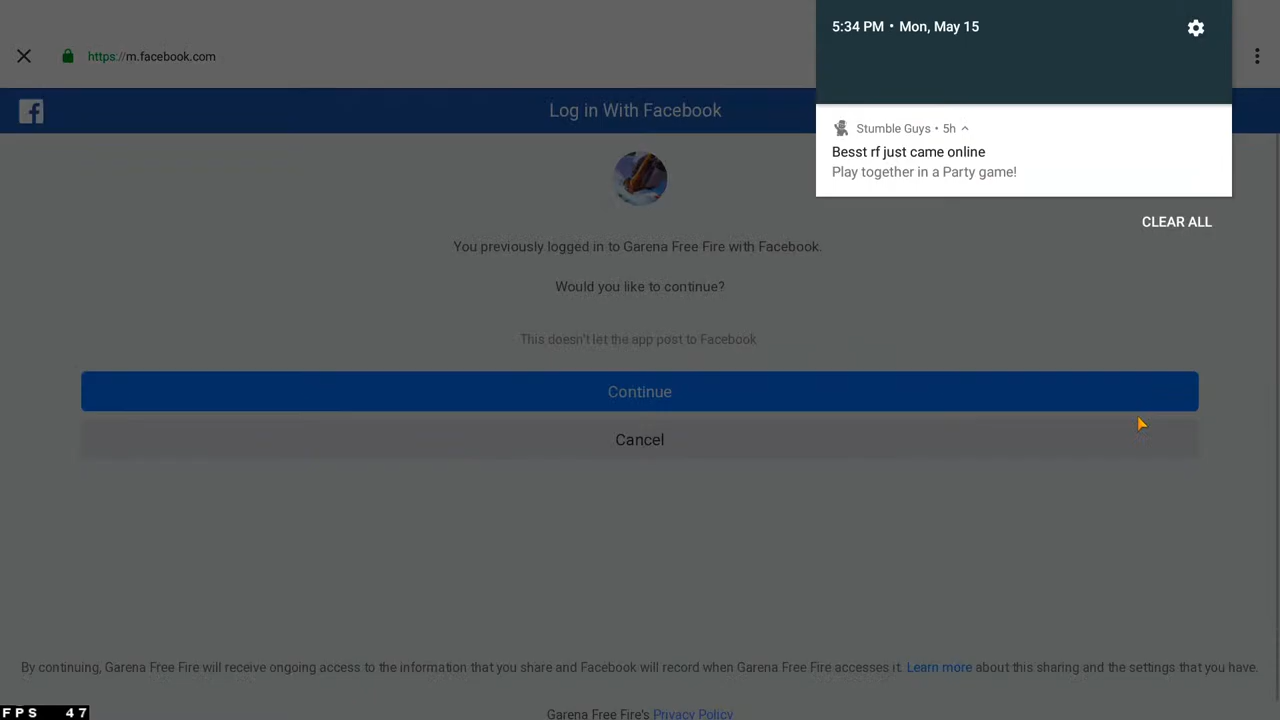 5:34 PM • Mon, May 15
https://m.facebook.com
Log in With Facebook
Stumble Guys • 5h
Besst rf just came online
Play together in a Party game!
CLEAR ALL
You previously logged in to Garena Free Fire with Facebook.
Would you like to continue?
This doesn't let the app post to Facebook
Continue
Cancel
By continuing, Garena Free Fire will receive ongoing access to the information that you share and Facebook will record when Garena Free Fire accesses it. Learn more about this sharing and the settings that you have.
Garena Free Fire's Privacy Policy
FPS 47